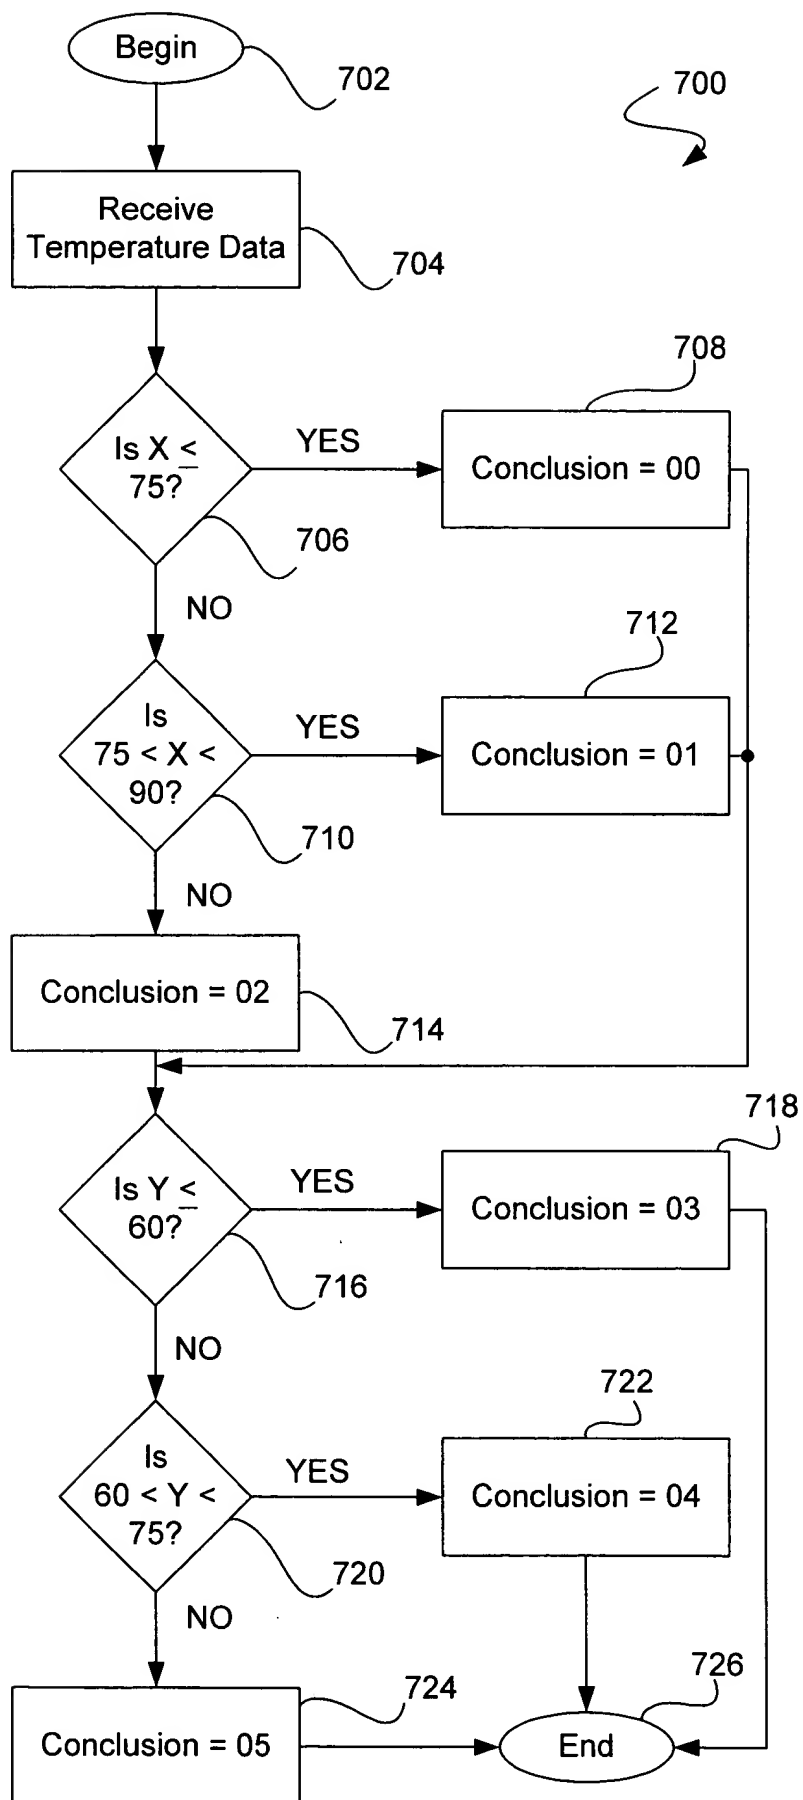 Begin
702
700
Receive
Temperature Data
704
708
Is X ≤
75?
YES
Conclusion = 00
706
NO
712
Is
75 < X <
90?
YES
Conclusion = 01
710
NO
Conclusion = 02
714
718
Is Y ≤
60?
YES
Conclusion = 03
716
NO
722
Is
60 < Y <
75?
YES
Conclusion = 04
720
NO
724
726
Conclusion = 05
End